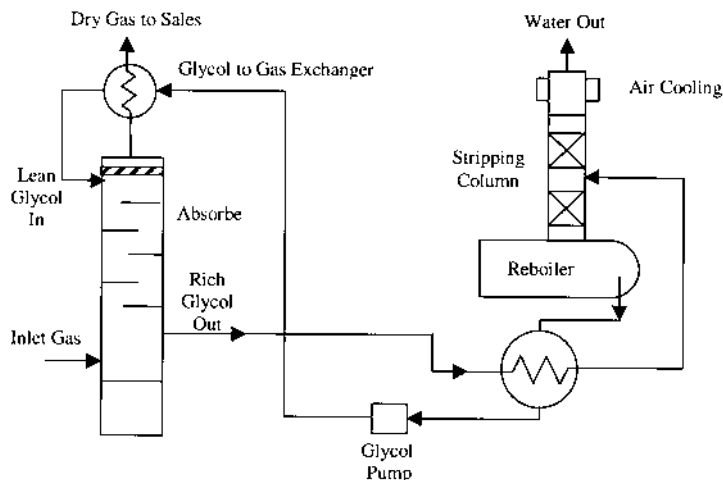 Dry Gas to Sales
Water Out
Glycol to Gas Exchanger
Air Cooling
Stripping
Column
Lean
Glycol
In
Absorbe
Reboiler
Rich
Glycol
Out
Inlet Gas
Glycol
Pump